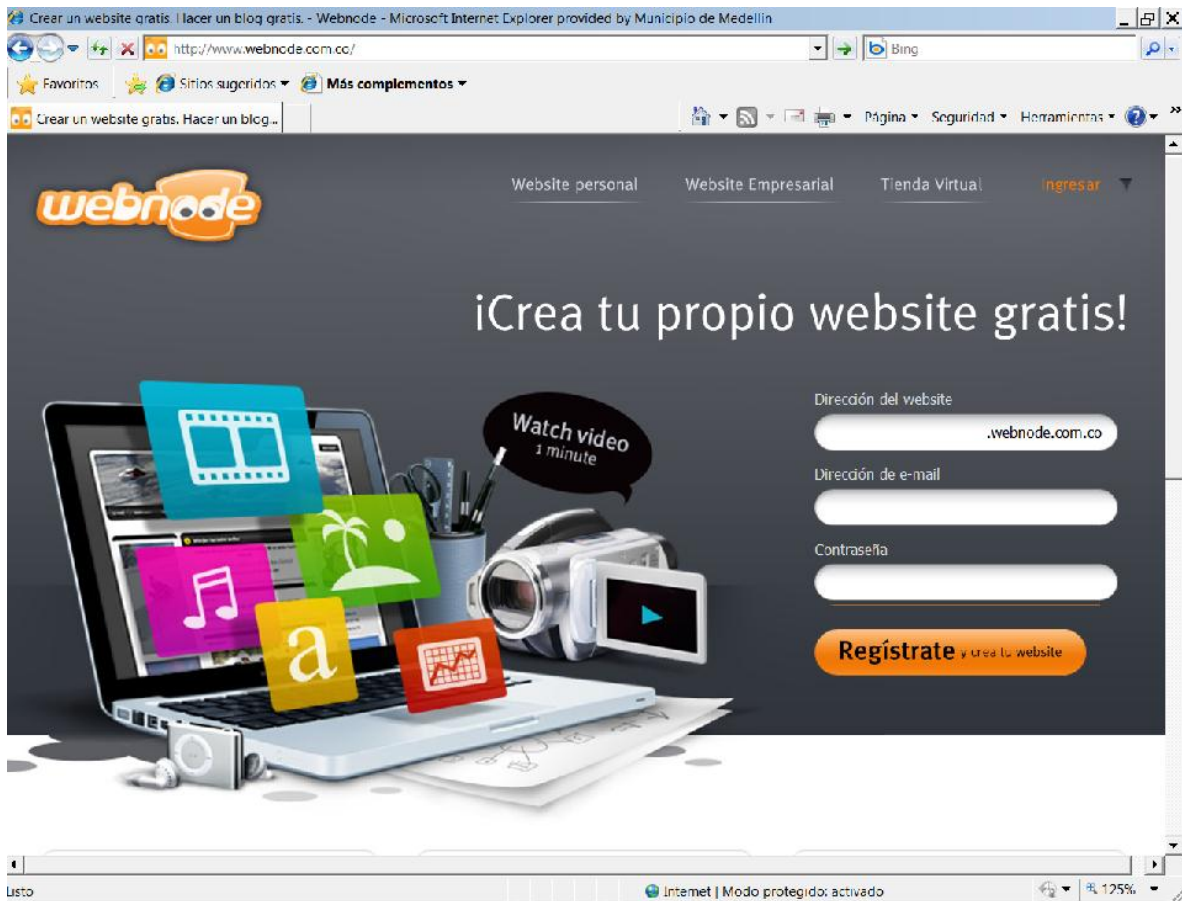 Crear un website gratis. Hacer un blog gratis. - Webnode - Microsoft Internet Explorer provided by Municipio de Medellin
http://www.webnode.com.co/
Bing
Favoritos Sitios sugeridos Más complementos
Crear un website gratis. Hacer un blog...
Página Seguridad Herramientas
webnode
Website personal Website Empresarial Tienda Virtual Ingresar
¡Crea tu propio website gratis!
Watch video
1 minute
Dirección del website
.webnode.com.co
Dirección de e-mail
Contraseña
Regístrate y crea tu website
a
Listo Internet | Modo protegido: activado 125%